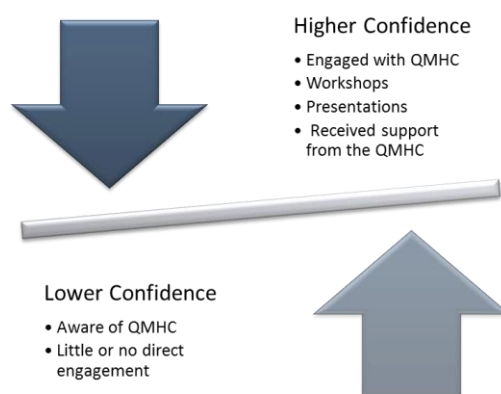 Higher Confidence
• Engaged with QMHC
• Workshops
• Presentations
• Received support
from the QMHC
Lower Confidence
• Aware of QMHC
• Little or no direct
engagement